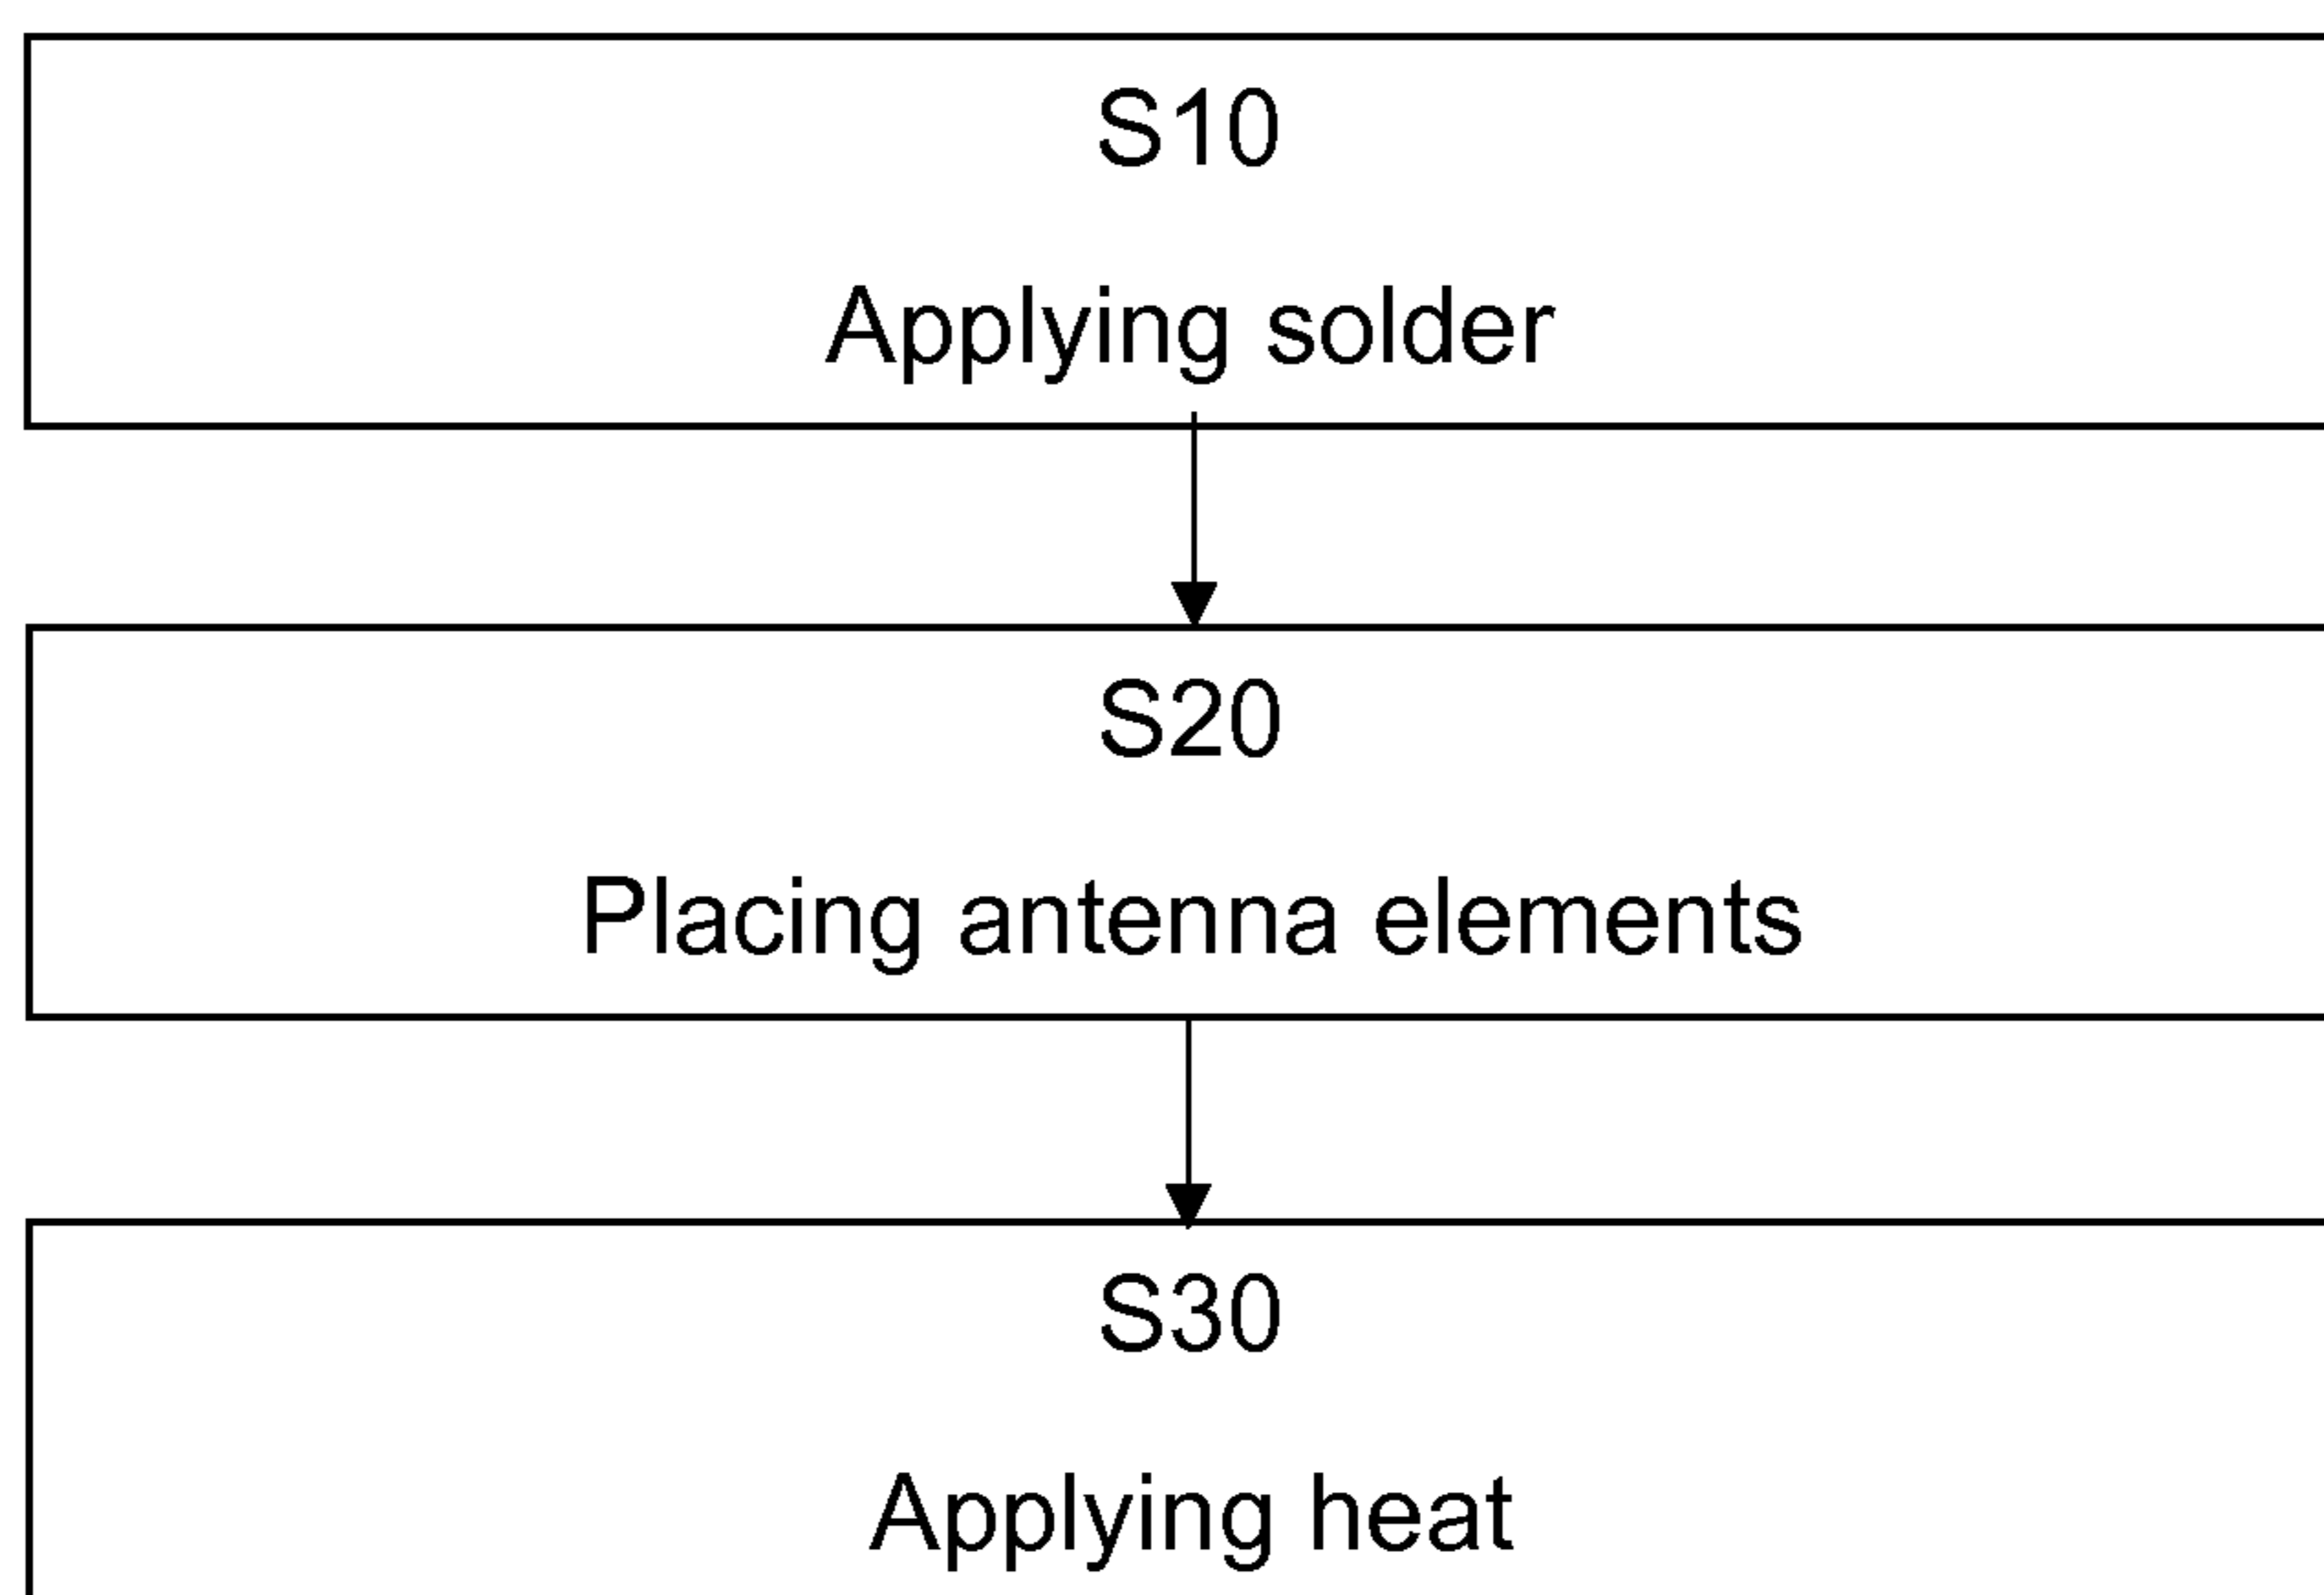 S10
Applying solder
S20
Placing antenna elements
S30
Applying heat